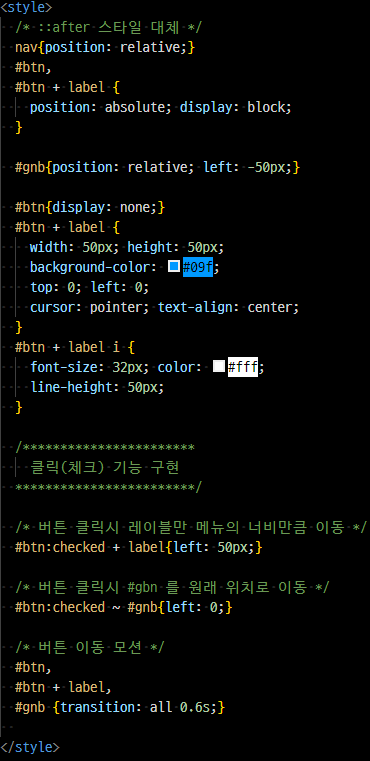 <style>
/* ::after 스타일 대체 */
nav{position: relative;}
#btn,
#btn + label {
position: absolute; display: block;
}
#gnb{position: relative; left: -50px;}
#btn{display: none;}
#btn + label {
width: 50px; height: 50px;
background-color: #09f;
top: 0; left: 0;
cursor: pointer; text-align: center;
}
#btn + label i {
font-size: 32px; color: #fff;
line-height: 50px;
}
/***********************
클릭(체크) 기능 구현
************************/
/* 버튼 클릭시 레이블만 메뉴의 너비만큼 이동 */
#btn:checked + label{left: 50px;}
/* 버튼 클릭시 #gbn 를 원래 위치로 이동 */
#btn:checked ~ #gnb{left: 0;}
/* 버튼 이동 모션 */
#btn,
#btn + label,
#gnb {transition: all 0.6s;}
</style>